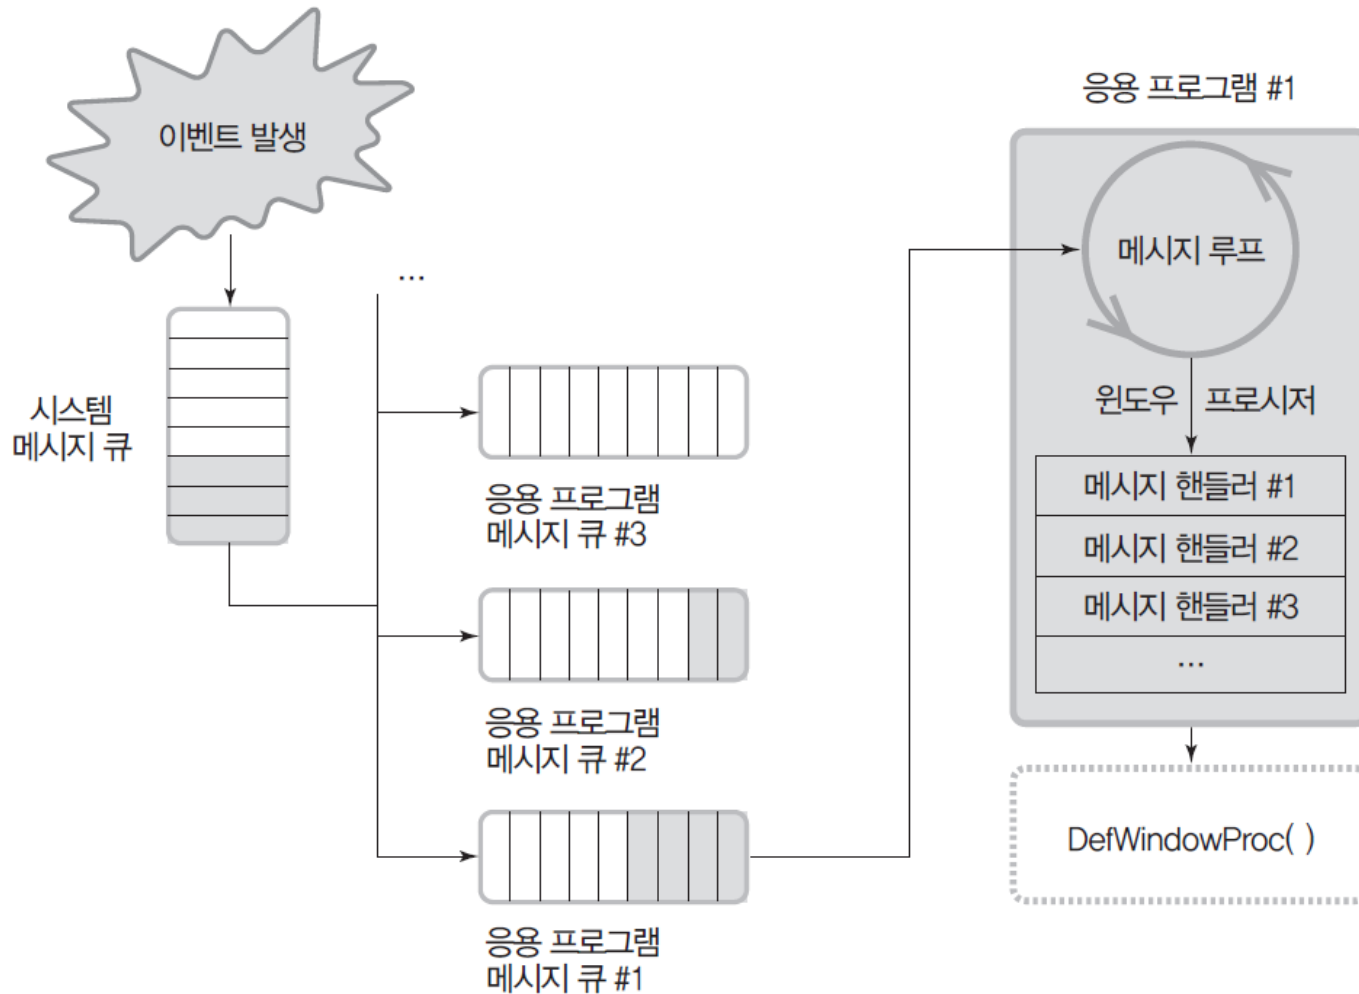 이벤트 발생
시스템
메시지 큐
...
응용 프로그램
메시지 큐 #3
응용 프로그램
메시지 큐 #2
응용 프로그램
메시지 큐 #1
응용 프로그램 #1
메시지 루프
윈도우 프로시저
메시지 핸들러 #1
메시지 핸들러 #2
메시지 핸들러 #3
...
DefWindowProc( )